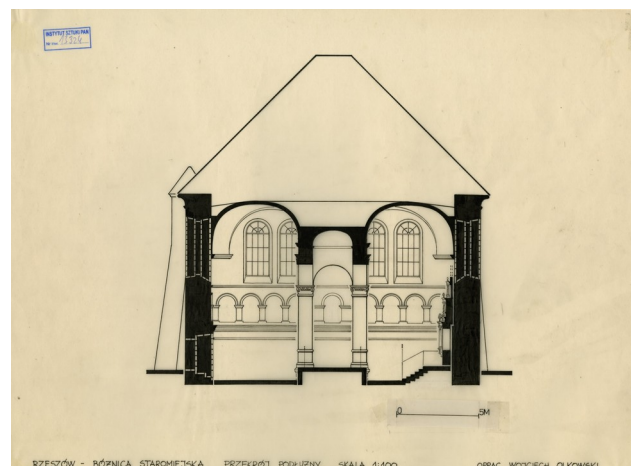 INSTYTUT SZTUKI PAN
0 5M
RZESZÓW - BÓŻNICA STAROMIEJSKA PRZEKRÓJ PODŁUŻNY SKALA 1:100 OPRAC. WOJCIECH OLKOWSKI